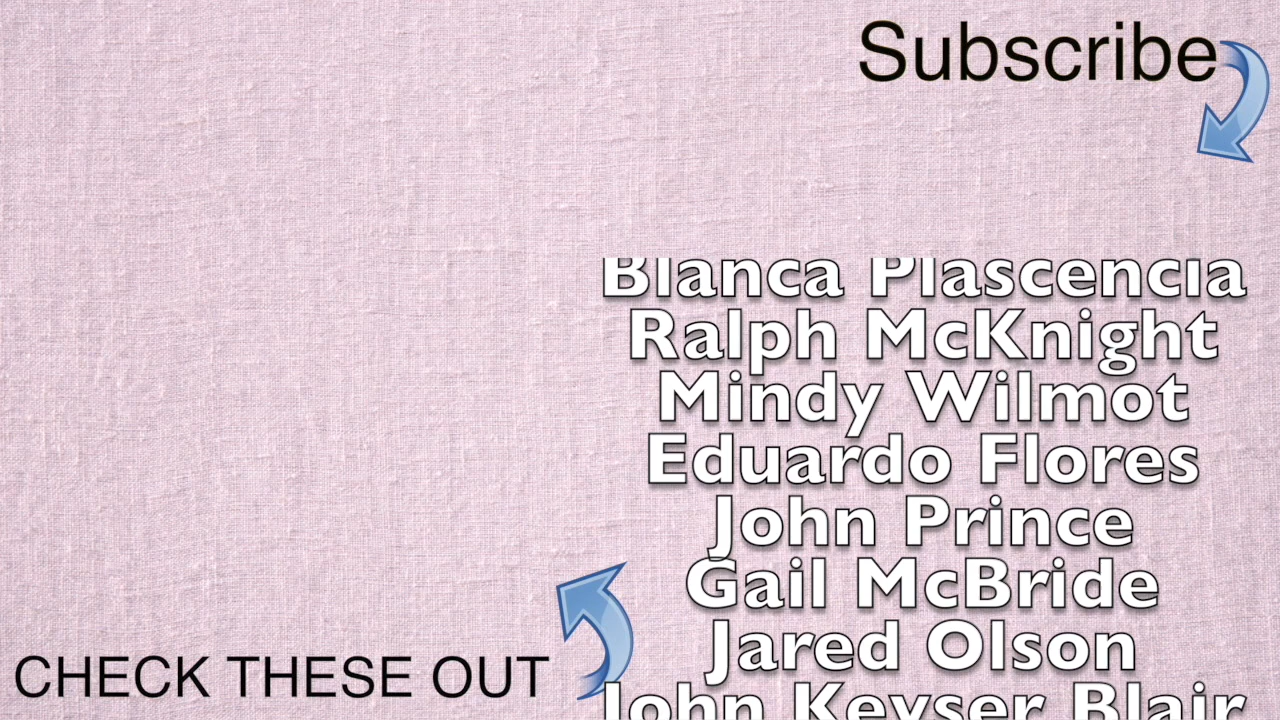 Subscribe
Blanca Plascencia
Ralph McKnight
Mindy Wilmot
Eduardo Flores
John Prince
Gail McBride
Jared Olson
John Keyser Blair
CHECK THESE OUT